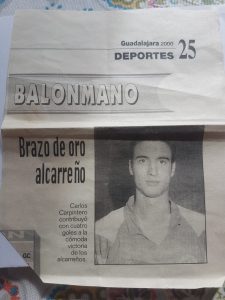 Guadalajara 2000
DEPORTES 25
BALONMANO
Brazo de oro
alcarreño
Carlos
Carpintero
contribuyó con
cuatro goles a la
cómoda
victoria
de los
alcarreños.
GC